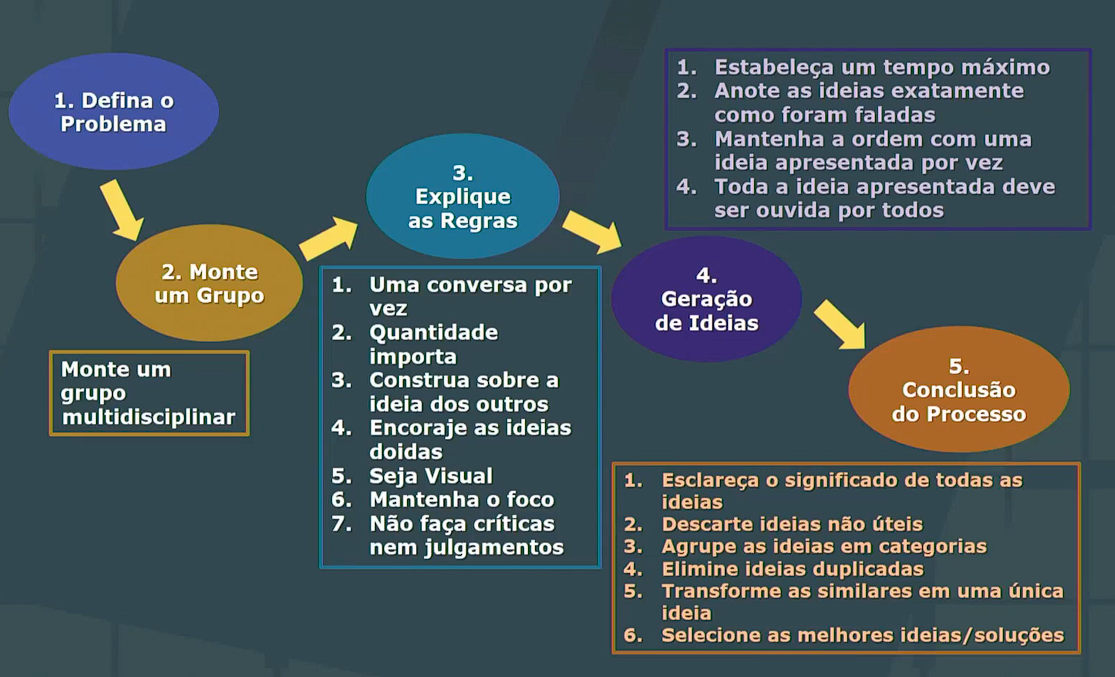 1. Defina o
Problema
2. Monte
um Grupo
Monte um
grupo
multidisciplinar
3.
Explique
as Regras
1. Uma conversa por
vez
2. Quantidade
importa
3. Construa sobre a
ideia dos outros
4. Encoraje as ideias
doidas
5. Seja Visual
6. Mantenha o foco
7. Não faça críticas
nem julgamentos
4.
Geração
de Ideias
1. Estabeleça um tempo máximo
2. Anote as ideias exatamente
como foram faladas
3. Mantenha a ordem com uma
ideia apresentada por vez
4. Toda a ideia apresentada deve
ser ouvida por todos
5.
Conclusão
do Processo
1. Esclareça o significado de todas as
ideias
2. Descarte ideias não úteis
3. Agrupe as ideias em categorias
4. Elimine ideias duplicadas
5. Transforme as similares em uma única
ideia
6. Selecione as melhores ideias/soluções